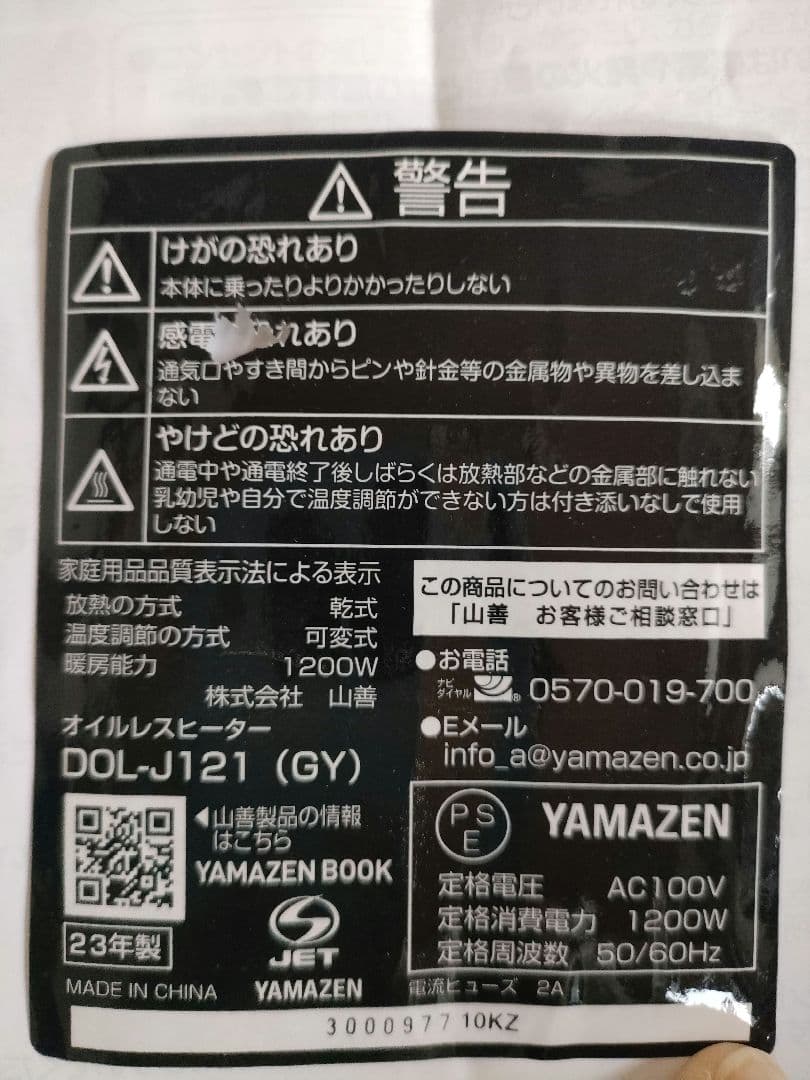 警告
けがの恐れあり
本体に乗ったりよりかかったりしない
感電 恐れあり
通気口やすき間からピンや針金等の金属物や異物を差し込ま
ない
やけどの恐れあり
通電中や通電終了後しばらくは放熱部などの金属部に触れない
乳幼児や自分で温度調節ができない方は付き添いなしで使用
しない
家庭用品品質表示法による表示
放熱の方式 乾式
温度調節の方式 可変式
暖房能力 1200W
株式会社 山善
オイルレスヒーター
DOL-J121（GY）
この商品についてのお問い合わせは
「山善 お客様ご相談窓口」
●お電話
ナビ
ダイヤル ® 0570-019-700
●Eメール
info_a@yamazen.co.jp
◀山善製品の情報
はこちら
YAMAZEN BOOK
23年製
JET
MADE IN CHINA YAMAZEN
PSE YAMAZEN
定格電圧 AC100V
定格消費電力 1200W
定格周波数 50/60Hz
電流ヒューズ 2A
3000977 10KZ